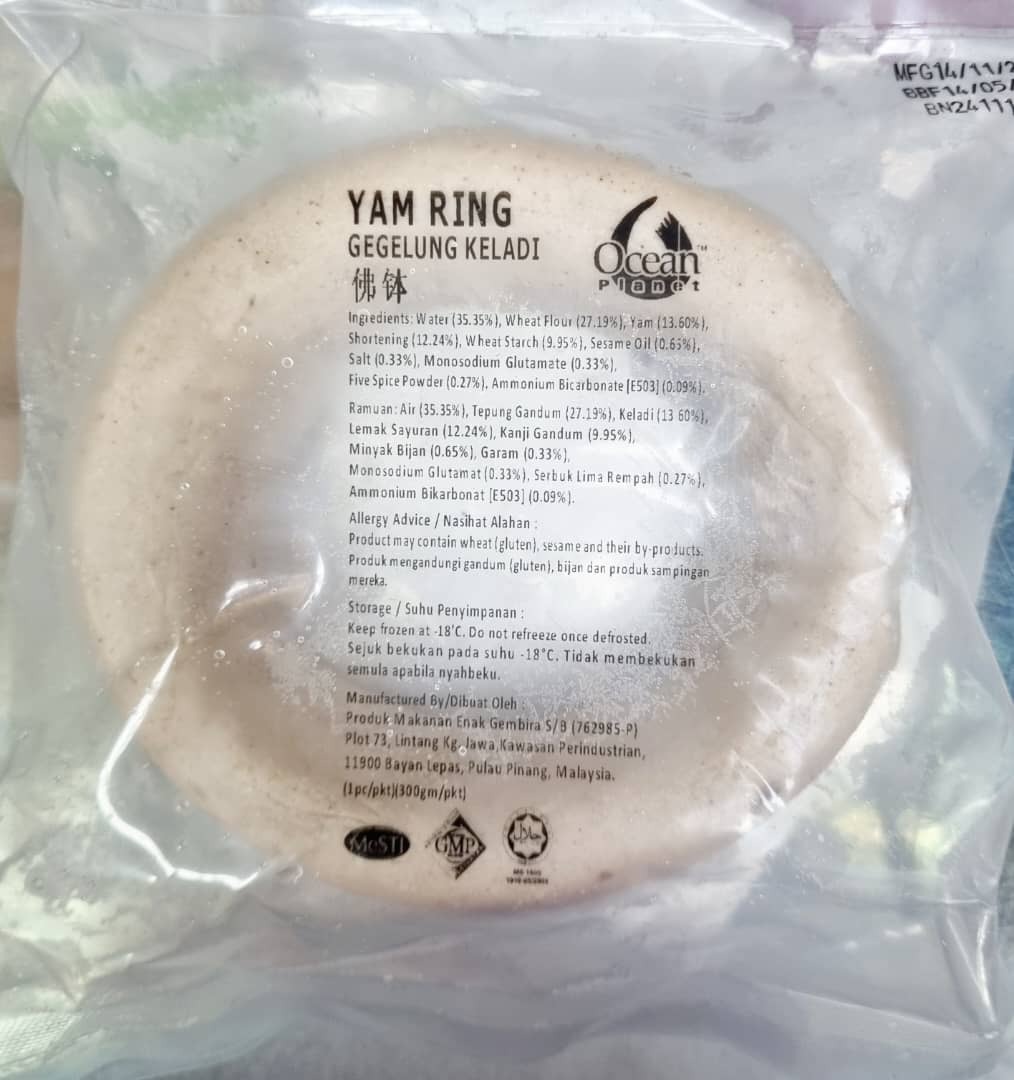 MFG14/11/2
BBF14/05/
BN24111
YAM RING
GEGELUNG KELADI
佛钵
Ocean™
Planet
Ingredients: Water (35.35%), Wheat Flour (27.19%), Yam (13.60%),
Shortening (12.24%), Wheat Starch (9.95%), Sesame Oil (0.65%),
Salt (0.33%), Monosodium Glutamate (0.33%),
Five Spice Powder (0.27%), Ammonium Bicarbonate [E503] (0.09%).
Ramuan: Air (35.35%), Tepung Gandum (27.19%), Keladi (13 60%),
Lemak Sayuran (12.24%), Kanji Gandum (9.95%),
Minyak Bijan (0.65%), Garam (0.33%),
Monosodium Glutamat (0.33%), Serbuk Lima Rempah (0.27%),
Ammonium Bikarbonat [E503] (0.09%).
Allergy Advice / Nasihat Alahan :
Product may contain wheat (gluten), sesame and their by-products.
Produk mengandungi gandum (gluten), bijan dan produk sampingan
mereka.
Storage / Suhu Penyimpanan :
Keep frozen at -18°C. Do not refreeze once defrosted.
Sejuk bekukan pada suhu -18°C. Tidak membekukan
semula apabila nyahbeku.
Manufactured By/Dibuat Oleh :
Produk Makanan Enak Gembira S/B (762985-P)
Plot 73, Lintang Kg. Jawa, Kawasan Perindustrian,
11900 Bayan Lepas, Pulau Pinang, Malaysia.
(1pc/pkt)(300gm/pkt)
MeSTI
GMP
حلال
MS 1500